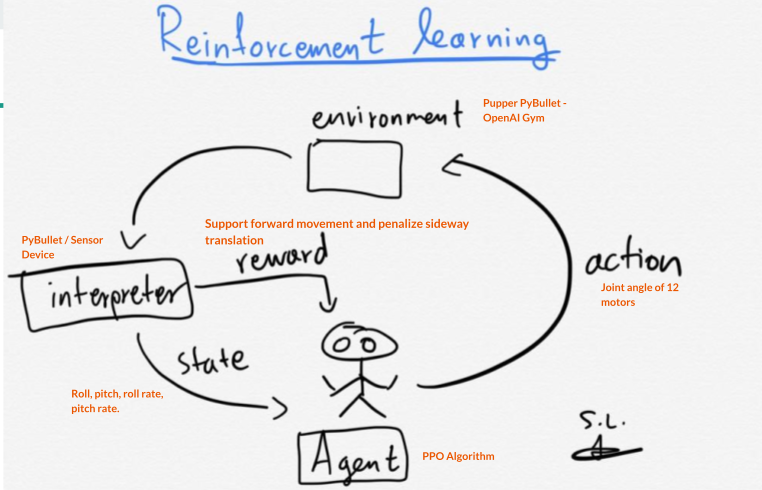 Reinforcement learning
environment
Pupper PyBullet -
OpenAI Gym
Support forward movement and penalize sideway
translation
PyBullet / Sensor
Device
reward
action
interpreter
Joint angle of 12
motors
state
Roll, pitch, roll rate,
pitch rate.
S.L.
Agent
PPO Algorithm